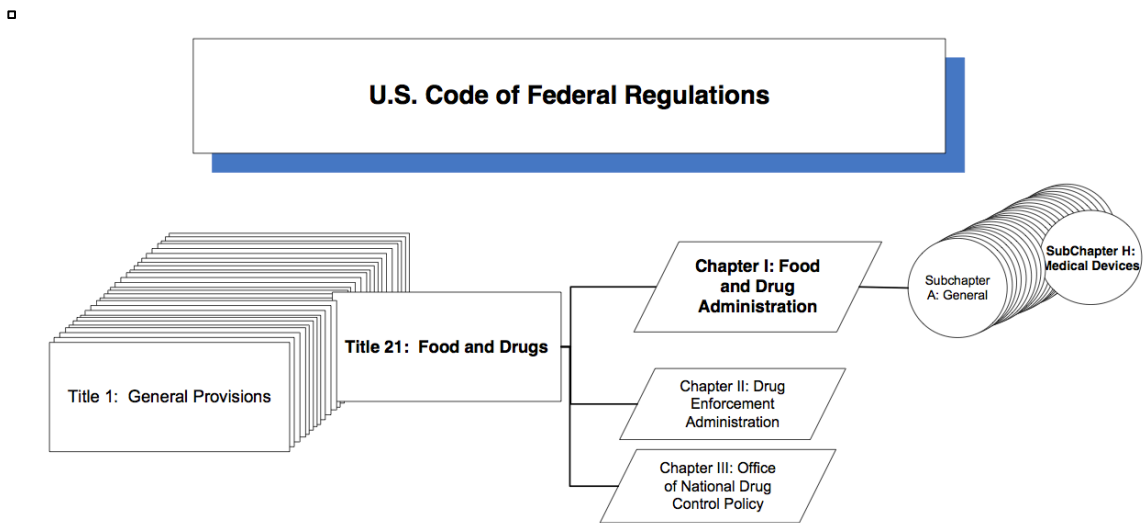 U.S. Code of Federal Regulations
Title 1:  General Provisions
Title 21:  Food and Drugs
Chapter I: Food
and Drug
Administration
Chapter II: Drug
Enforcement
Administration
Chapter III: Office
of National Drug
Control Policy
Subchapter
A: General
SubChapter H:
Medical Devices